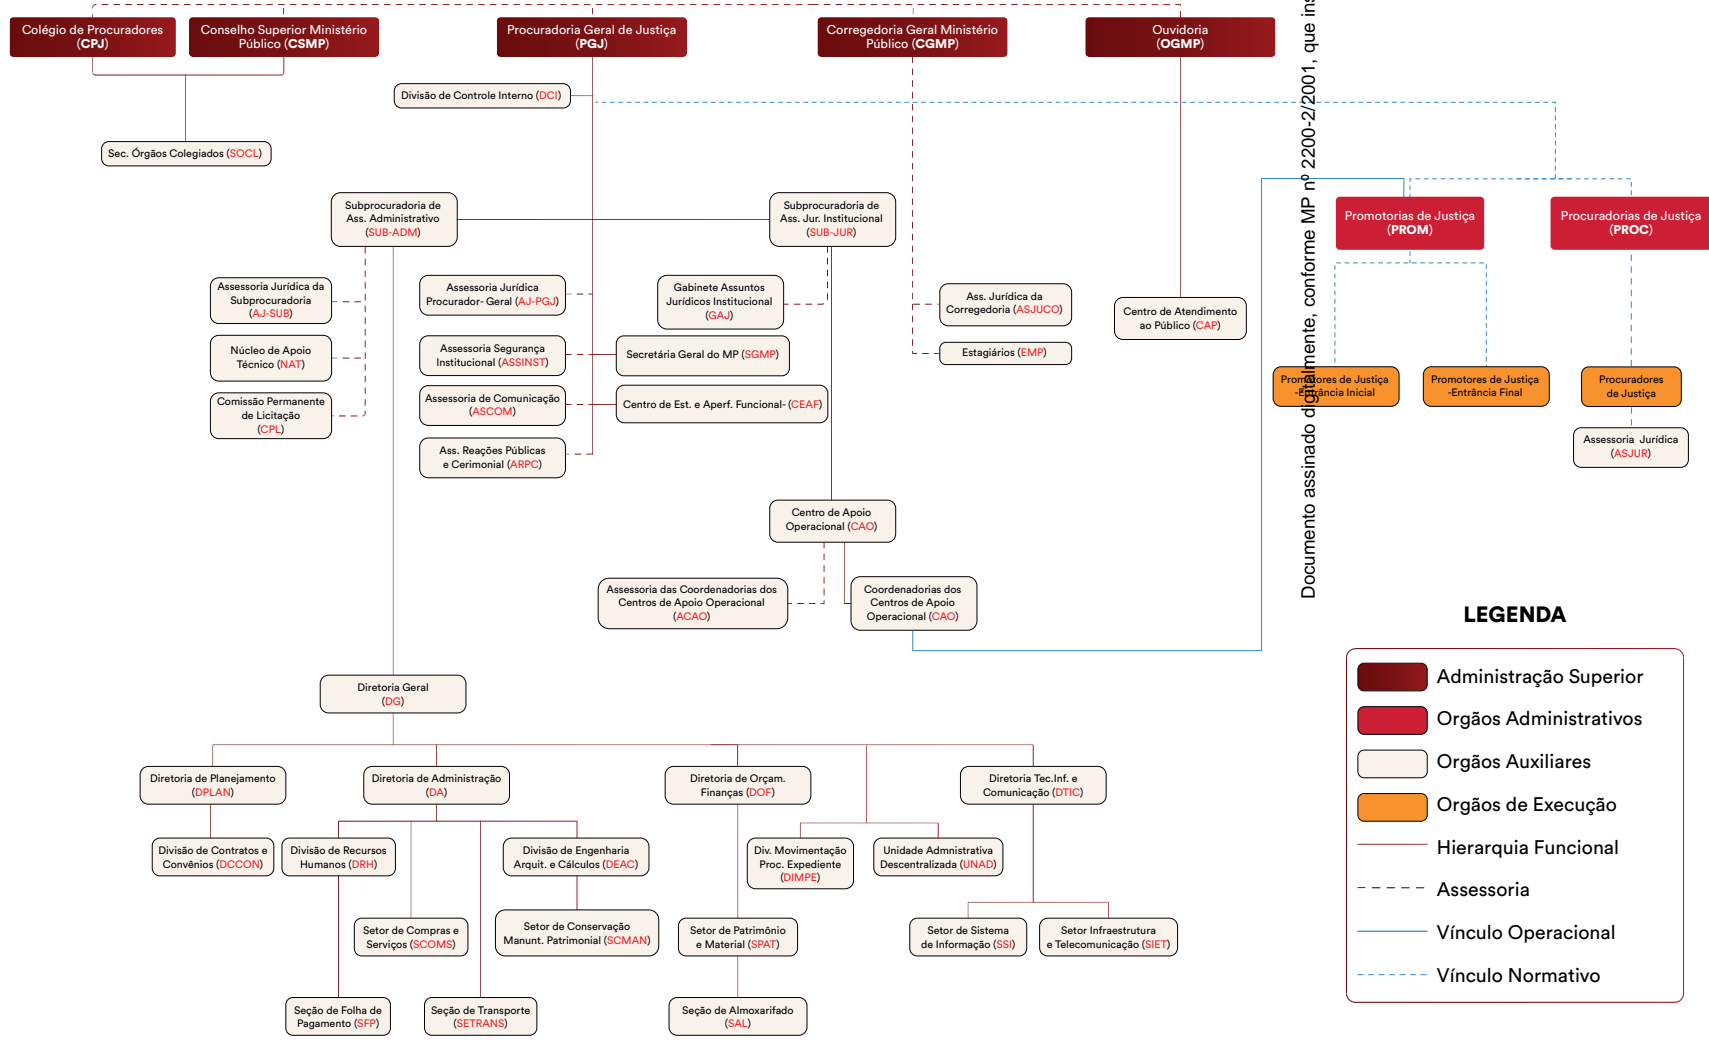 Colégio de Procuradores
(CPJ)
Conselho Superior Ministério
Público (CSMP)
Procuradoria Geral de Justiça
(PGJ)
Corregedoria Geral Ministério
Público (CGMP)
Ouvidoria
(OGMP)
Divisão de Controle Interno (DCI)
Sec. Órgãos Colegiados (SOCL)
Subprocuradoria de
Ass. Administrativo
(SUB-ADM)
Subprocuradoria de
Ass. Jur. Institucional
(SUB-JUR)
Promotorias de Justiça
(PROM)
Procuradorias de Justiça
(PROC)
Assessoria Jurídica da
Subprocuradoria
(AJ-SUB)
Assessoria Jurídica
Procurador- Geral (AJ-PGJ)
Gabinete Assuntos
Jurídicos Institucional
(GAJ)
Ass. Jurídica da
Corregedoria (ASJUCO)
Centro de Atendimento
ao Público (CAP)
Núcleo de Apoio
Técnico (NAT)
Assessoria Segurança
Institucional (ASSINST)
Secretária Geral do MP (SGMP)
Estagiários (EMP)
Comissão Permanente
de Licitação
(CPL)
Assessoria de Comunicação
(ASCOM)
Centro de Est. e Aperf. Funcional- (CEAF)
Promotores de Justiça
-Entrância Inicial
Promotores de Justiça
-Entrância Final
Procuradores
de Justiça
Ass. Reações Públicas
e Cerimonial (ARPC)
Assessoria Jurídica
(ASJUR)
Centro de Apoio
Operacional (CAO)
Assessoria das Coordenadorias dos
Centros de Apoio Operacional
(ACAO)
Coordenadorias dos
Centros de Apoio
Operacional (CAO)
Documento assinado digitalmente, conforme MP nº 2200-2/2001, que ins
Diretoria Geral
(DG)
Diretoria de Planejamento
(DPLAN)
Diretoria de Administração
(DA)
Diretoria de Orçam.
Finanças (DOF)
Diretoria Tec.Inf. e
Comunicação (DTIC)
Divisão de Contratos e
Convênios (DCCON)
Divisão de Recursos
Humanos (DRH)
Divisão de Engenharia
Arquit. e Cálculos (DEAC)
Div. Movimentação
Proc. Expediente
(DIMPE)
Unidade Admnistrativa
Descentralizada (UNAD)
Setor de Compras e
Serviços (SCOMS)
Setor de Conservação
Manunt. Patrimonial (SCMAN)
Setor de Patrimônio
e Material (SPAT)
Setor de Sistema
de Informação (SSI)
Setor Infraestrutura
e Telecomunicação (SIET)
Seção de Folha de
Pagamento (SFP)
Seção de Transporte
(SETRANS)
Seção de Almoxarifado
(SAL)
LEGENDA
Administração Superior
Orgãos Administrativos
Orgãos Auxiliares
Orgãos de Execução
Hierarquia Funcional
Assessoria
Vínculo Operacional
Vínculo Normativo